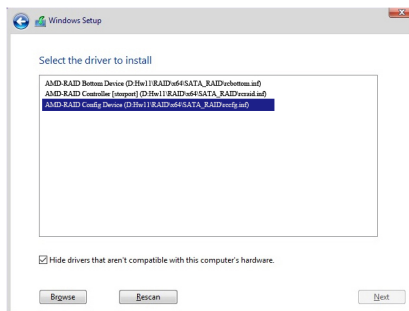 Windows Setup
Select the driver to install
AMD-RAID Bottom Device (D:Hw11\RAID\x64\SATA_RAID\rcbottom.inf)
AMD-RAID Controller [storport] (D:Hw11\RAID\x64\SATA_RAID\rcraid.inf)
AMD-RAID Config Device (D:Hw11\RAID\x64\SATA_RAID\rccfg.inf)
Hide drivers that aren't compatible with this computer's hardware.
Browse Rescan Next